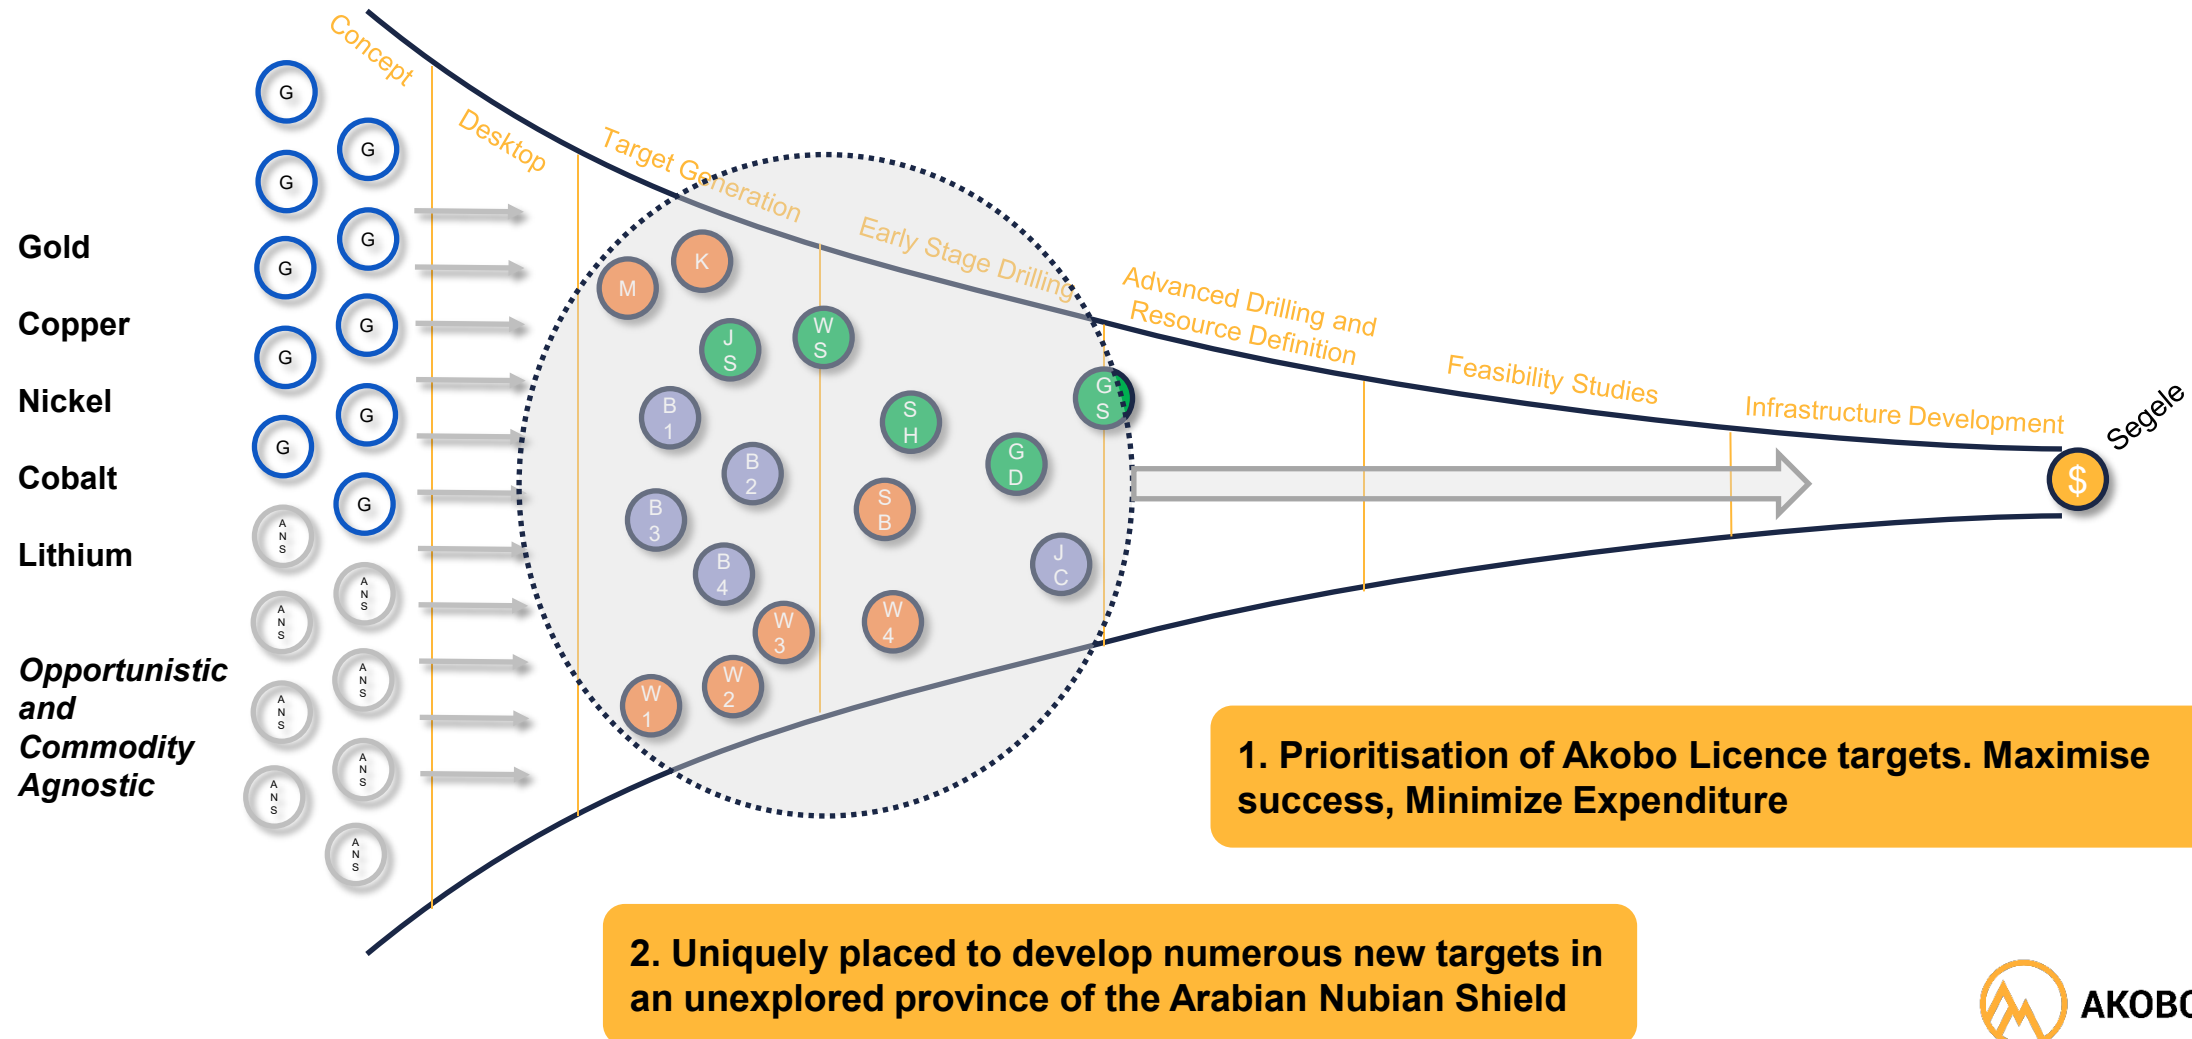 Concept
Desktop
Target Generation
Early Stage Drilling
Advanced Drilling and
Resource Definition
Feasibility Studies
Infrastructure Development
Segele
$
Gold
Copper
Nickel
Cobalt
Lithium
Opportunistic
and
Commodity
Agnostic
G
G
G
G
G
G
G
G
G
G
A
N
S
A
N
S
A
N
S
A
N
S
A
N
S
A
N
S
A
N
S
A
N
S
M
K
J
S
W
S
B
1
B
2
B
3
B
4
W
3
W
2
W
1
S
H
G
S
G
D
S
B
J
C
W
4
1. Prioritisation of Akobo Licence targets. Maximise
success, Minimize Expenditure
2. Uniquely placed to develop numerous new targets in
an unexplored province of the Arabian Nubian Shield
AKOBO